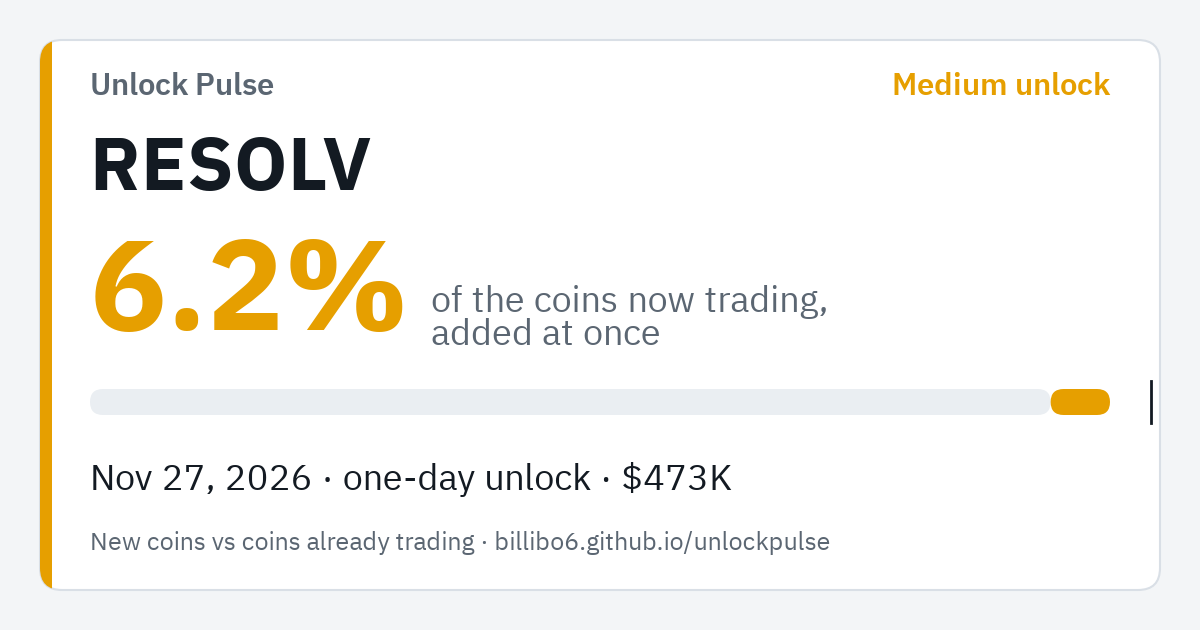 Unlock Pulse
Medium unlock
RESOLV
6.2% of the coins now trading,
added at once
Nov 27, 2026 · one-day unlock · $473K
New coins vs coins already trading · billibo6.github.io/unlockpulse